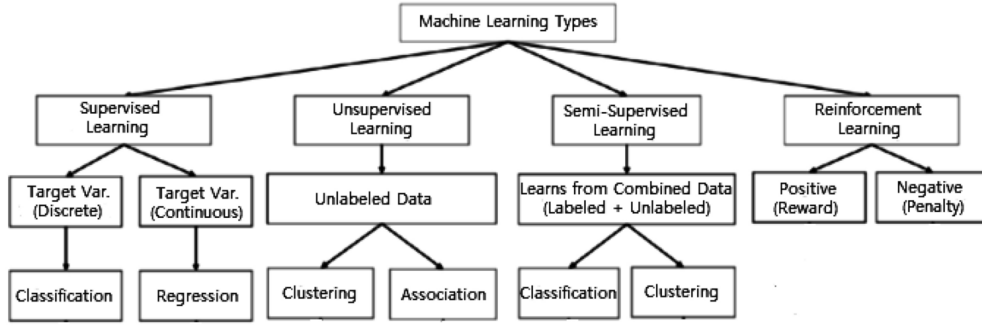 Machine Learning Types
Supervised
Learning
Unsupervised
Learning
Semi-Supervised
Learning
Reinforcement
Learning
Target Var.
(Discrete)
Target Var.
(Continuous)
Unlabeled Data
Learns from Combined Data
(Labeled + Unlabeled)
Positive
(Reward)
Negative
(Penalty)
Classification
Regression
Clustering
Association
Classification
Clustering